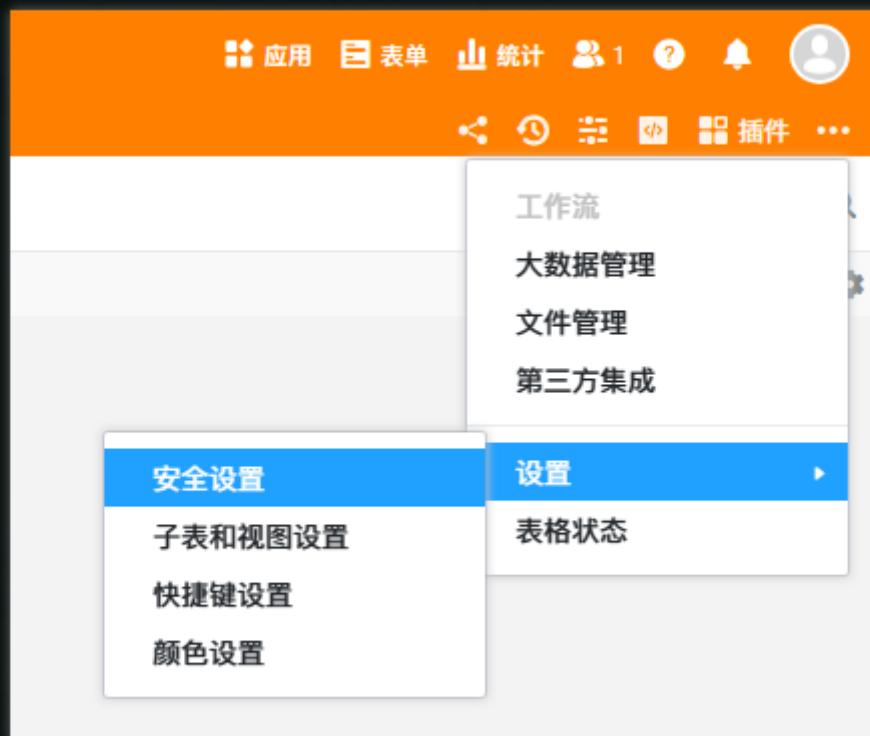 应用 表单 统计 1 ?
</> 插件
工作流
大数据管理
文件管理
第三方集成
设置
表格状态
安全设置
子表和视图设置
快捷键设置
颜色设置